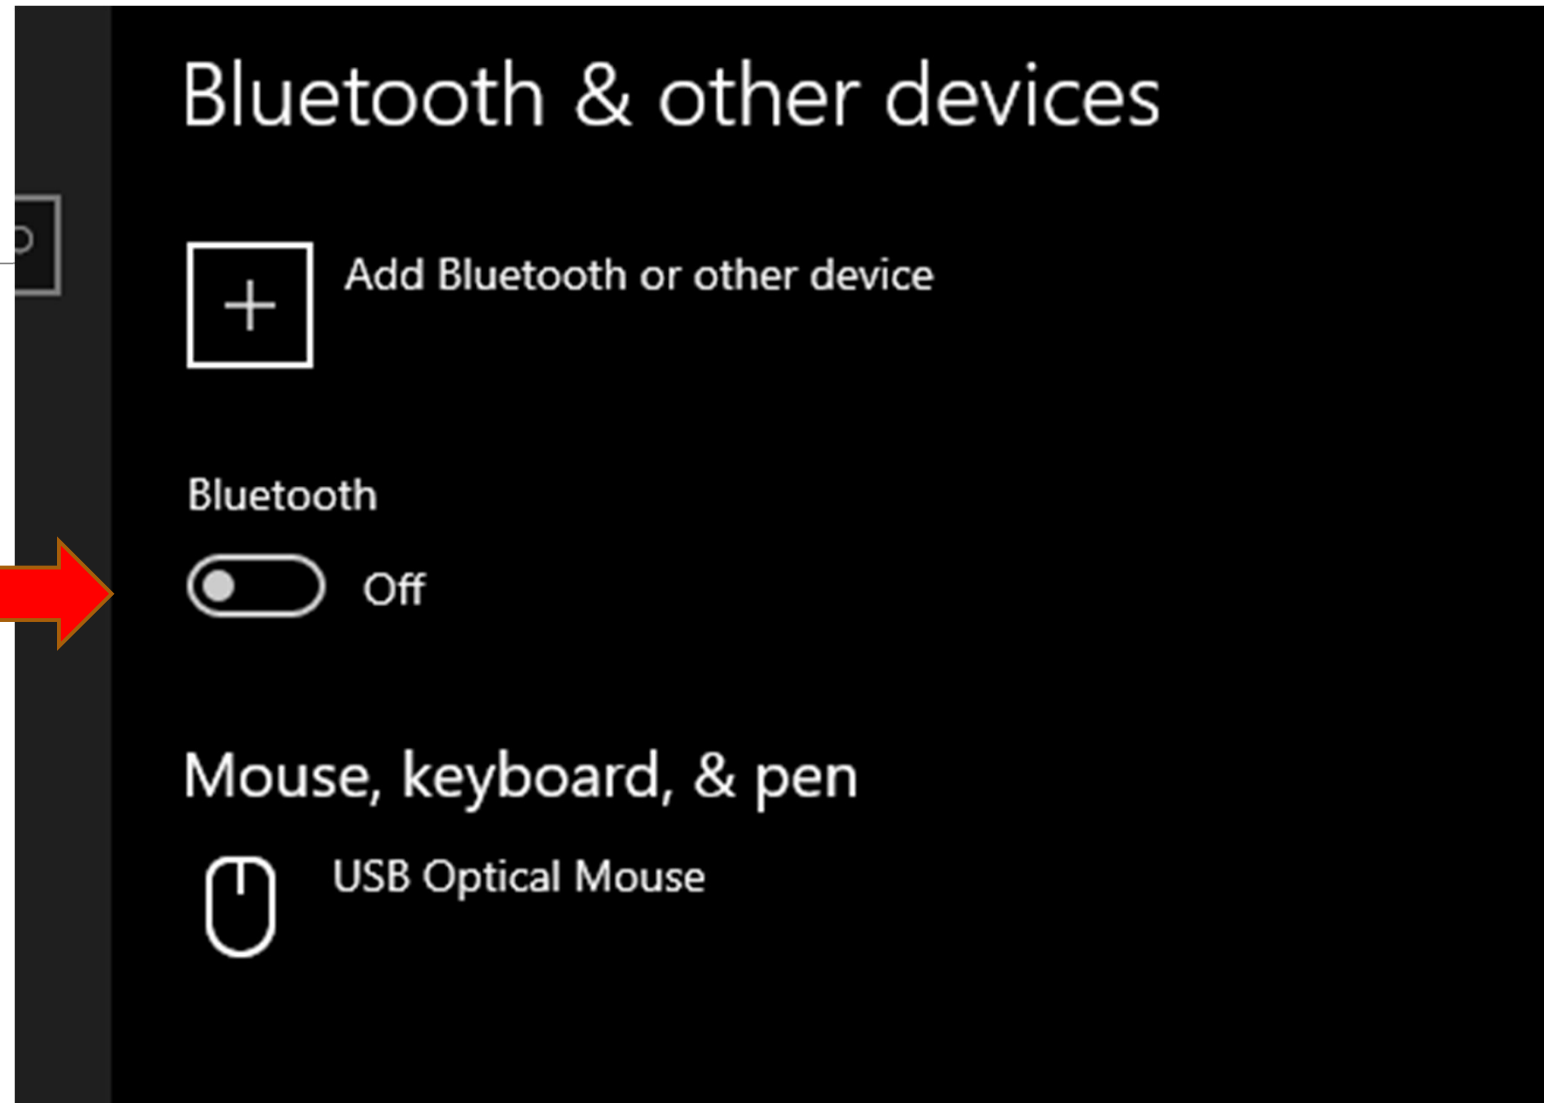 Bluetooth & other devices
Add Bluetooth or other device
Bluetooth
Off
Mouse, keyboard, & pen
USB Optical Mouse